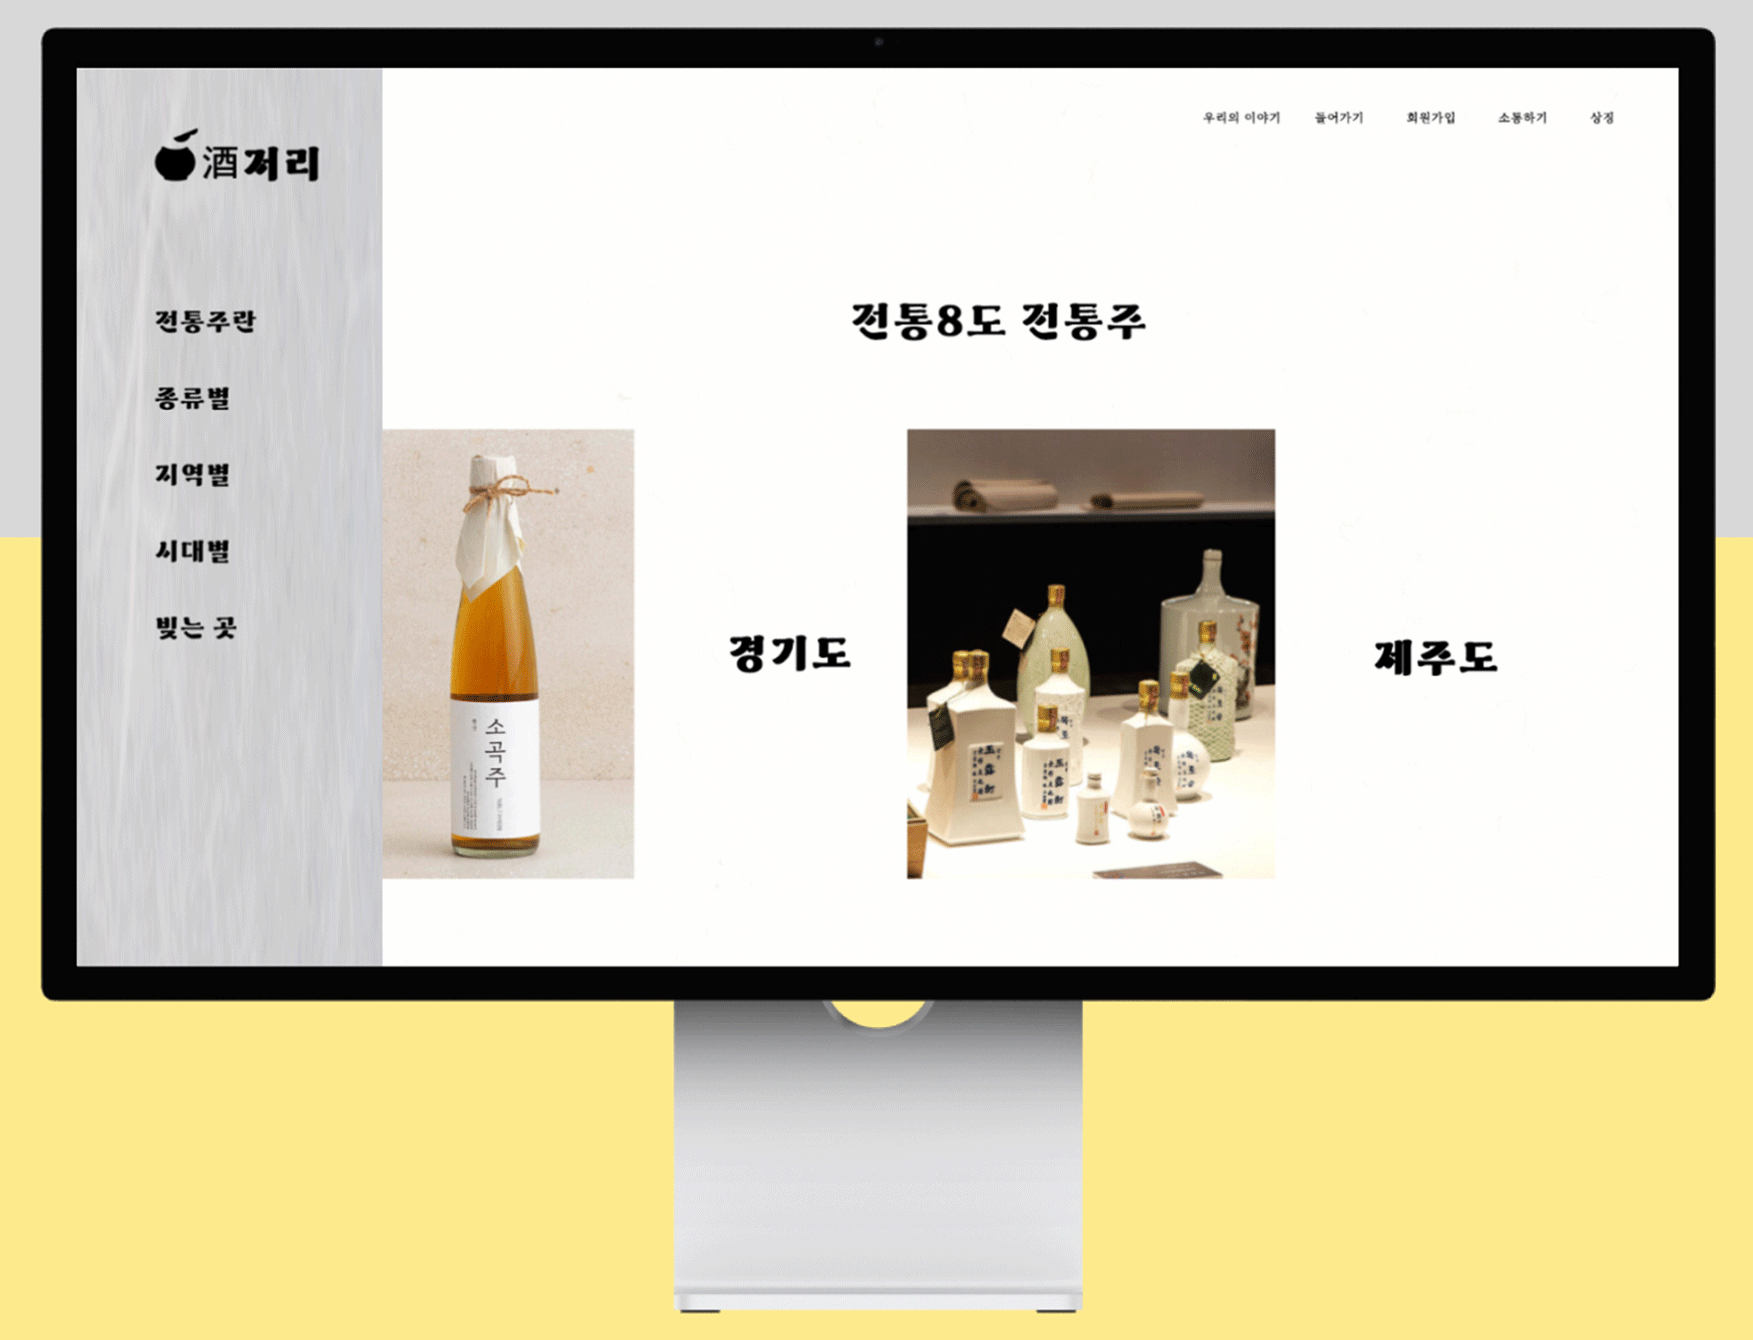 酒저리
우리의 이야기 들어가기 회원가입 소통하기 상징
전통주란
종류별
지역별
시대별
빚는 곳
전통8도 전통주
소곡주
경기도
제주도